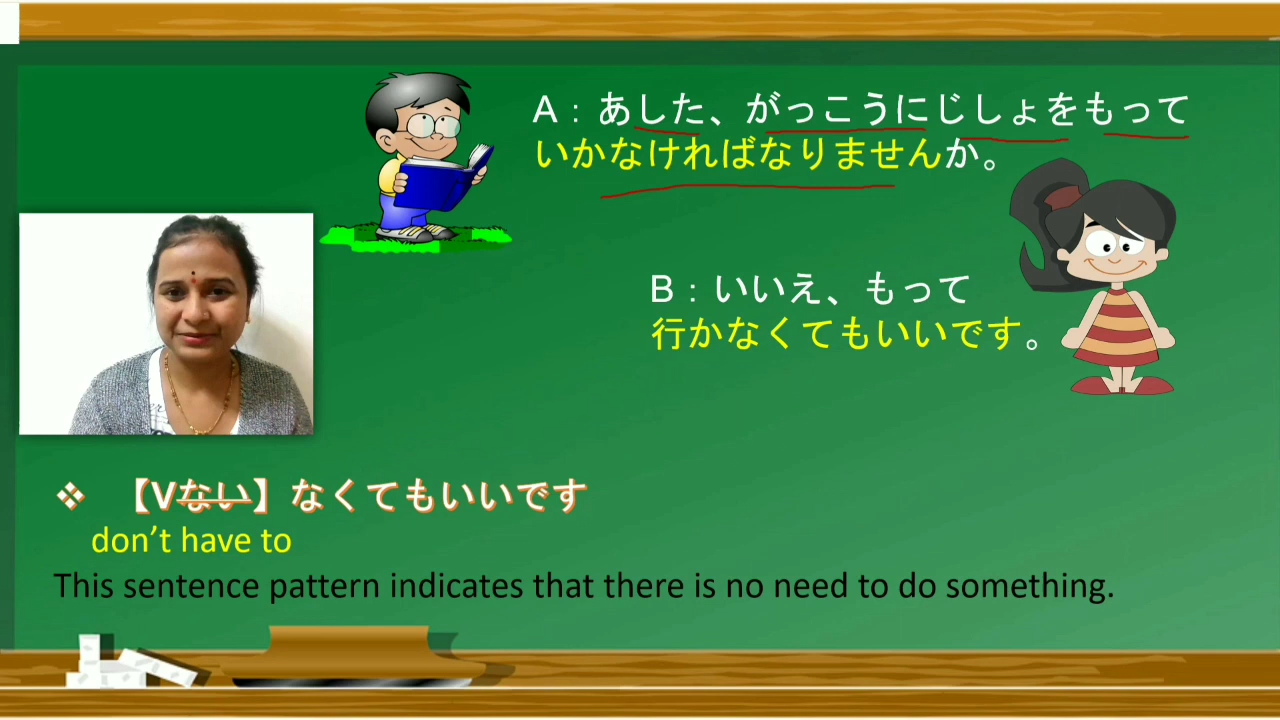 A：あした、がっこうにじしょをもって
いかなければなりませんか。
B：いいえ、もって
行かなくてもいいです。
❖ 【Vない】なくてもいいです
don’t have to
This sentence pattern indicates that there is no need to do something.